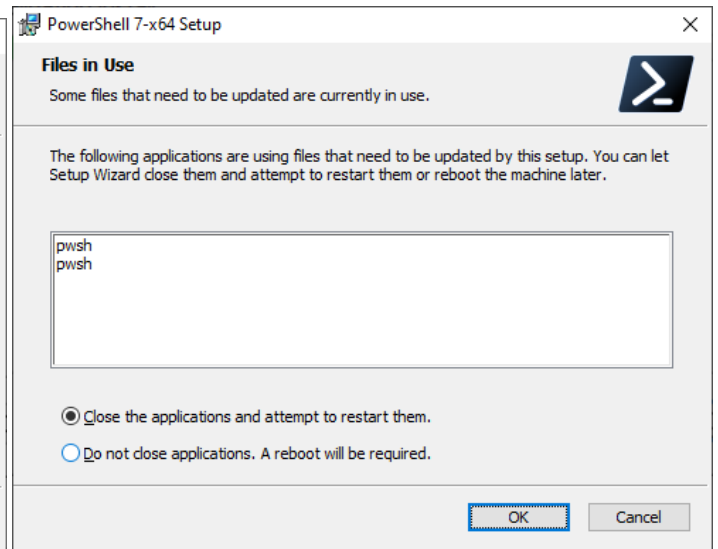 PowerShell 7-x64 Setup
Files in Use
Some files that need to be updated are currently in use.
The following applications are using files that need to be updated by this setup. You can let
Setup Wizard close them and attempt to restart them or reboot the machine later.
pwsh
pwsh
Close the applications and attempt to restart them.
Do not close applications. A reboot will be required.
OK
Cancel